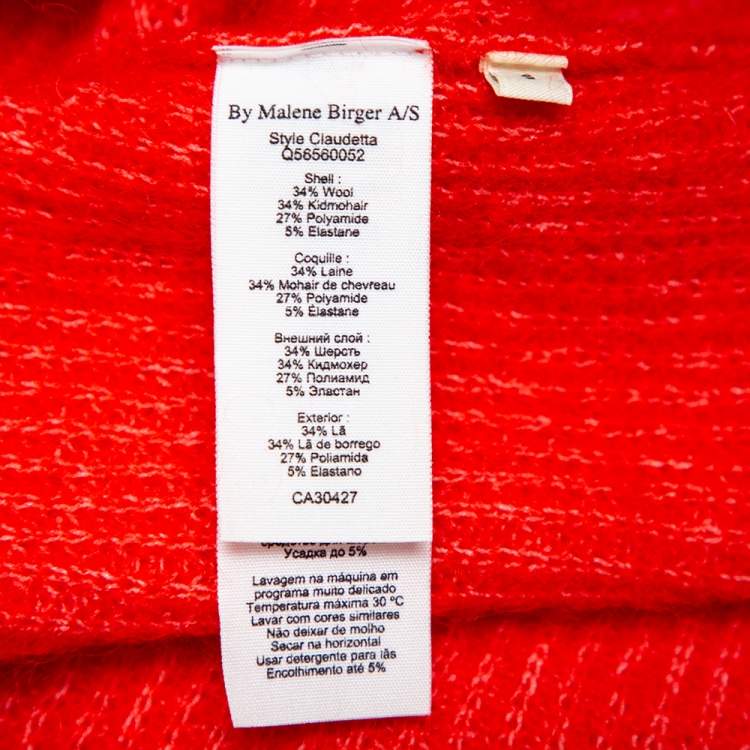 By Malene Birger A/S
Style Claudetta
Q56560052
Shell :
34% Wool
34% Kidmohair
27% Polyamide
5% Elastane
Coquille :
34% Laine
34% Mohair de chevreau
27% Polyamide
5% Élastane
Внешний слой :
34% Шерсть
34% Кидмохер
27% Полиамид
5% Эластан
Exterior :
34% Lã
34% Lã de borrego
27% Poliamida
5% Elastano
CA30427
Усадка до 5%
Lavagem na máquina em
programa muito delicado
Temperatura máxima 30 ºC
Lavar com cores similares
Não deixar de molho
Secar na horizontal
Usar detergente para lãs
Encolhimento até 5%